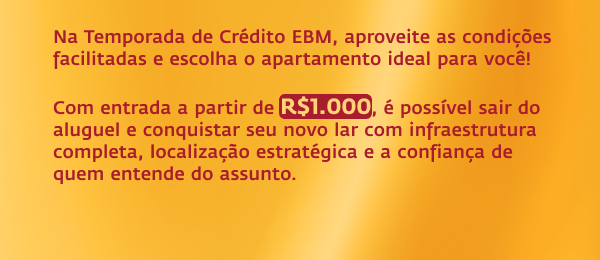 Na Temporada de Crédito EBM, aproveite as condições
facilitadas e escolha o apartamento ideal para você!
Com entrada a partir de R$1.000, é possível sair do
aluguel e conquistar seu novo lar com infraestrutura
completa, localização estratégica e a confiança de
quem entende do assunto.